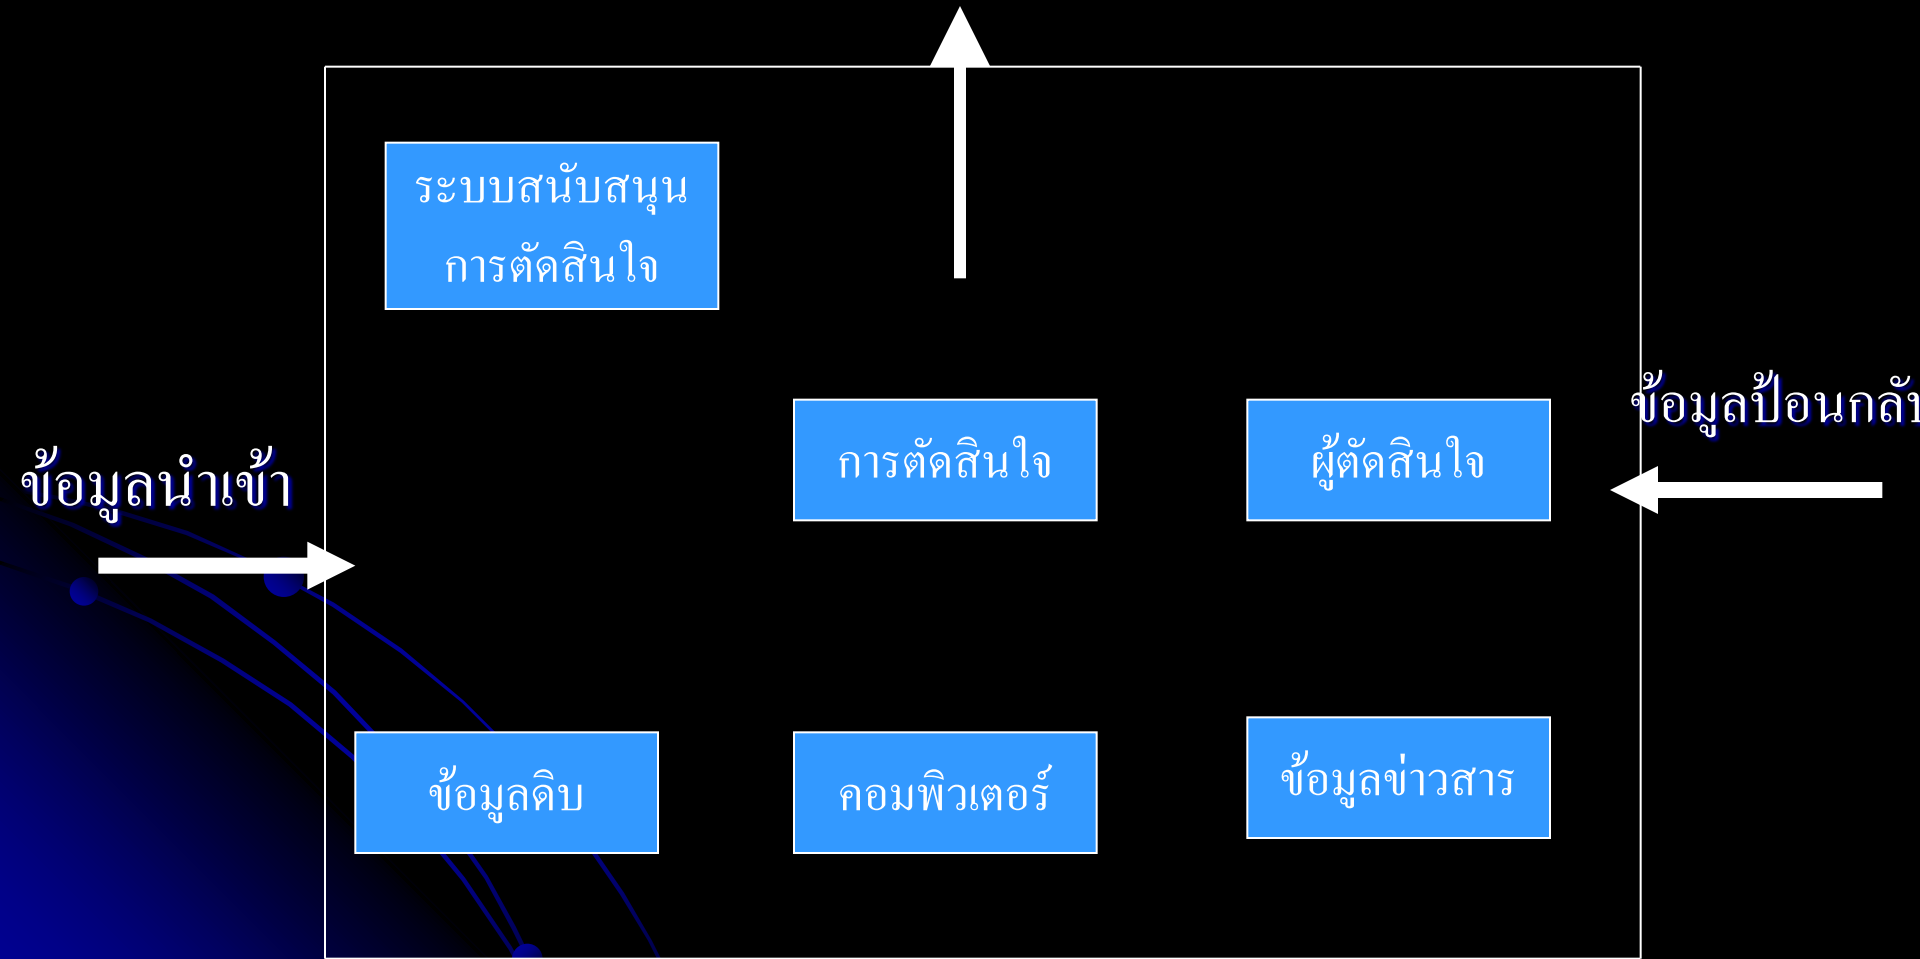 ระบบสนับสนุน
การตัดสินใจ
ข้อมูลป้อนกลับ
การตัดสินใจ
ผู้ตัดสินใจ
ข้อมูลนำเข้า
ข้อมูลดิบ
คอมพิวเตอร์
ข้อมูลข่าวสาร